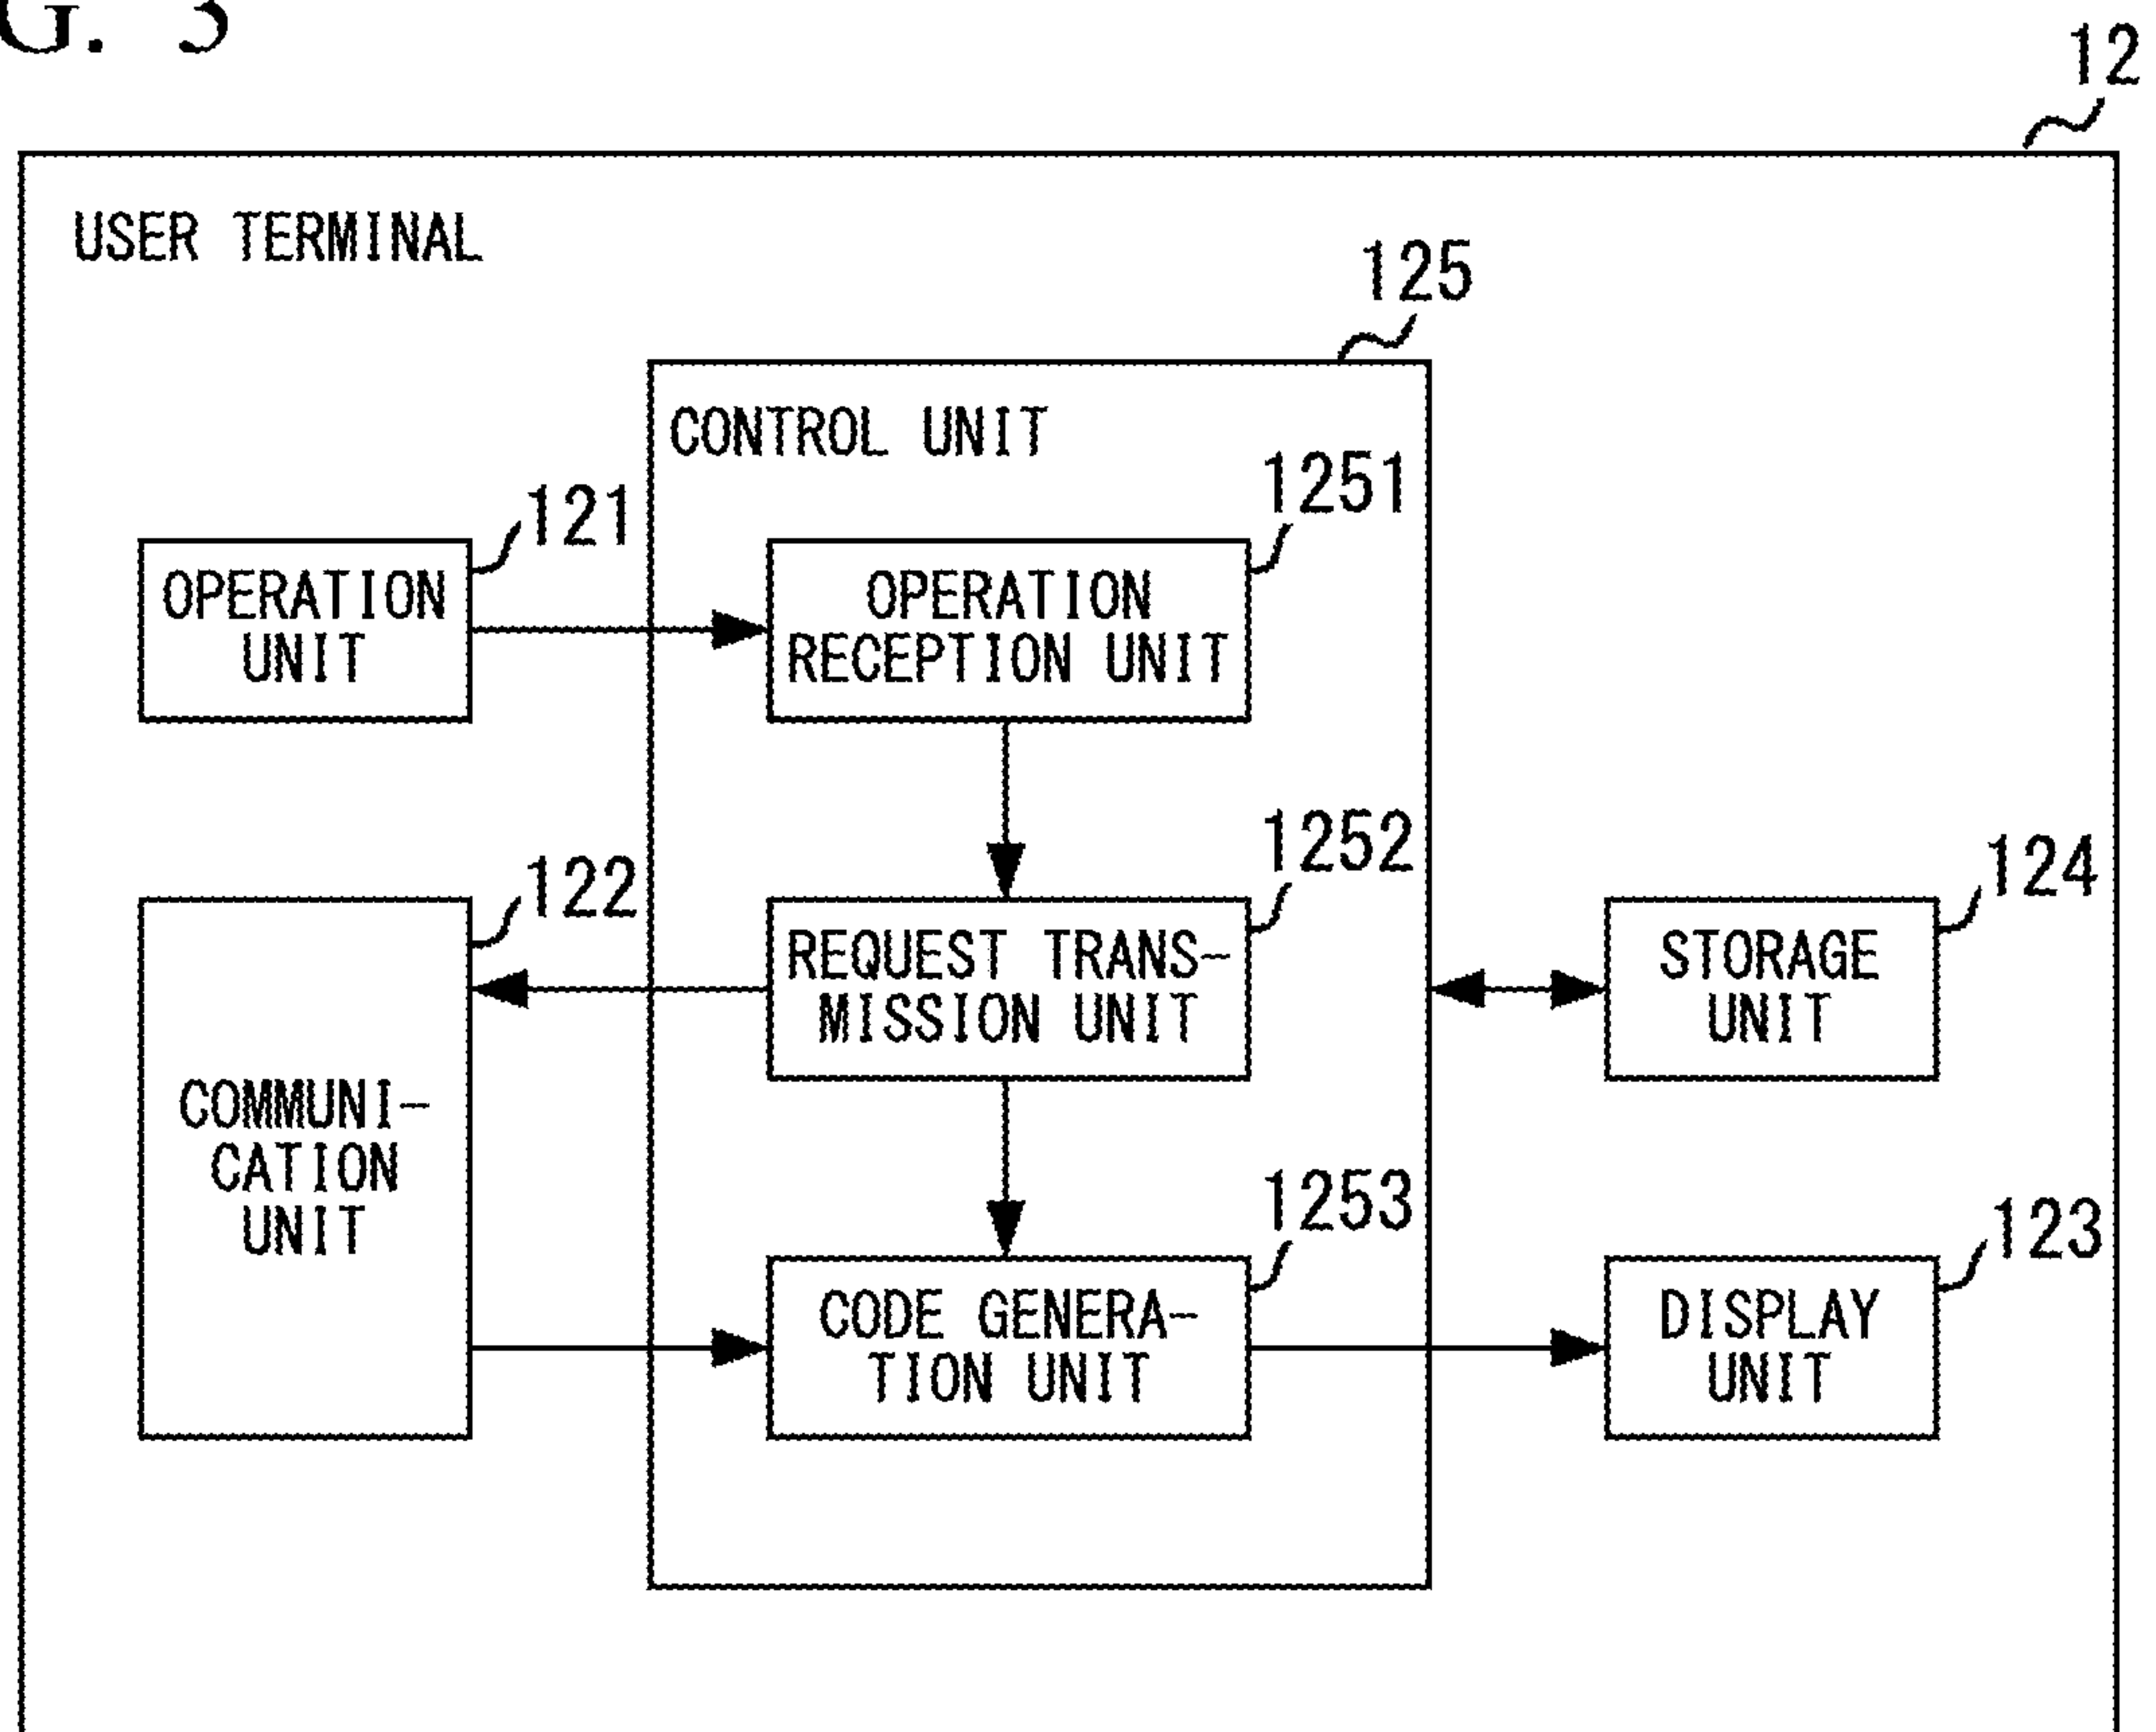 G. 3
12
USER TERMINAL
125
CONTROL UNIT
121
1251
OPERATION
UNIT
OPERATION
RECEPTION UNIT
122
1252
124
COMMUNI-
CATION
UNIT
REQUEST TRANS-
MISSION UNIT
STORAGE
UNIT
1253
123
CODE GENERA-
TION UNIT
DISPLAY
UNIT